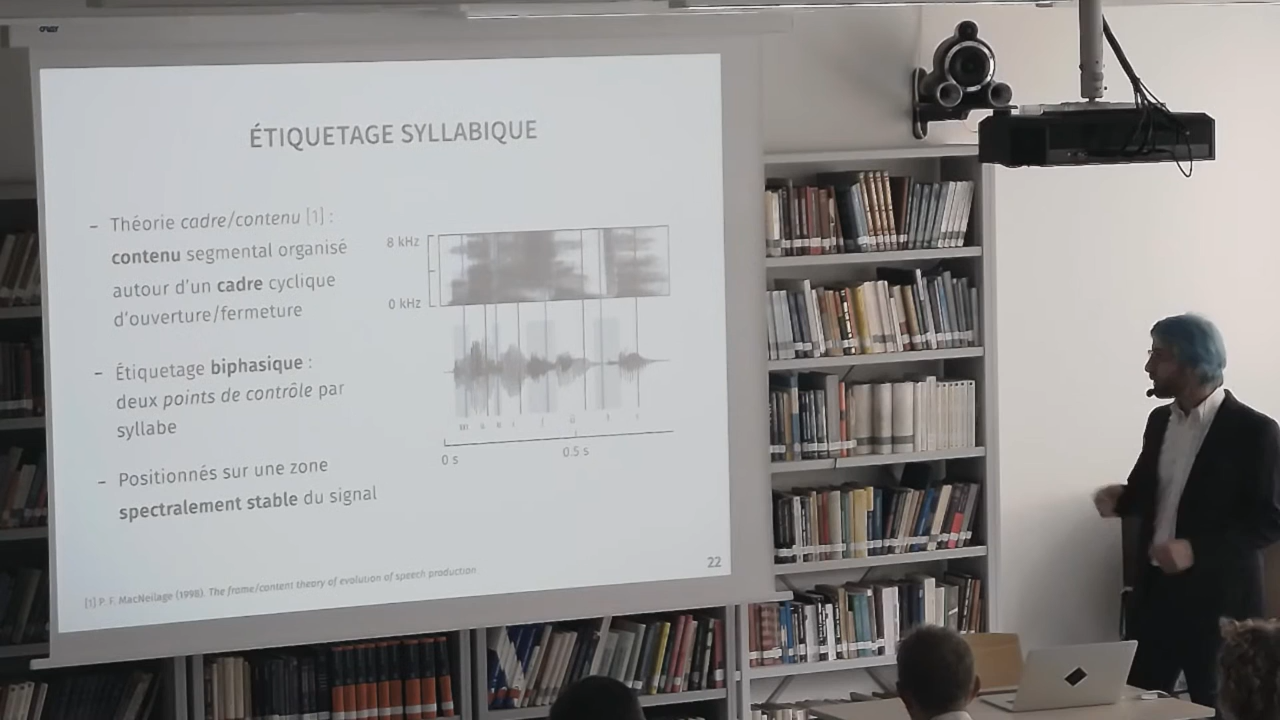 ÉTIQUETAGE SYLLABIQUE
– Théorie cadre/contenu [1] :
contenu segmental organisé
autour d'un cadre cyclique
d'ouverture/fermeture
– Étiquetage biphasique :
deux points de contrôle par
syllabe
– Positionnés sur une zone
spectralement stable du signal
8 kHz
0 kHz
0 s
0.5 s
[1] P. F. MacNeilage (1998). The frame/content theory of evolution of speech production
22